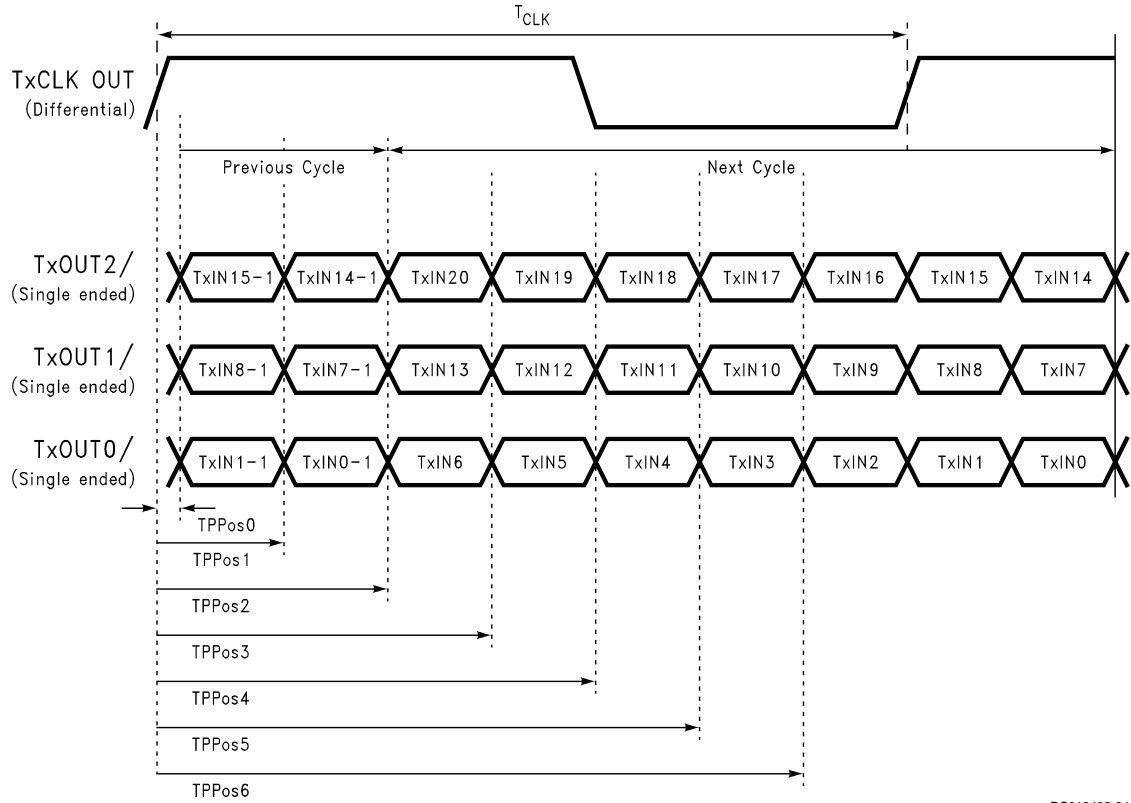 TCLK
TxCLK OUT
(Differential)
Previous Cycle
Next Cycle
TxOUT2/
(Single ended)
TxIN15-1 TxIN14-1 TxIN20 TxIN19 TxIN18 TxIN17 TxIN16 TxIN15 TxIN14
TxOUT1/
(Single ended)
TxIN8-1 TxIN7-1 TxIN13 TxIN12 TxIN11 TxIN10 TxIN9 TxIN8 TxIN7
TxOUT0/
(Single ended)
TxIN1-1 TxIN0-1 TxIN6 TxIN5 TxIN4 TxIN3 TxIN2 TxIN1 TxIN0
TPPos0
TPPos1
TPPos2
TPPos3
TPPos4
TPPos5
TPPos6